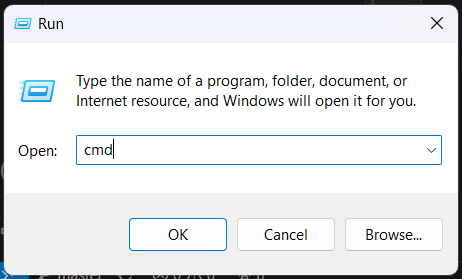 Run
Type the name of a program, folder, document, or
Internet resource, and Windows will open it for you.
Open: cmd
OK Cancel Browse...
master